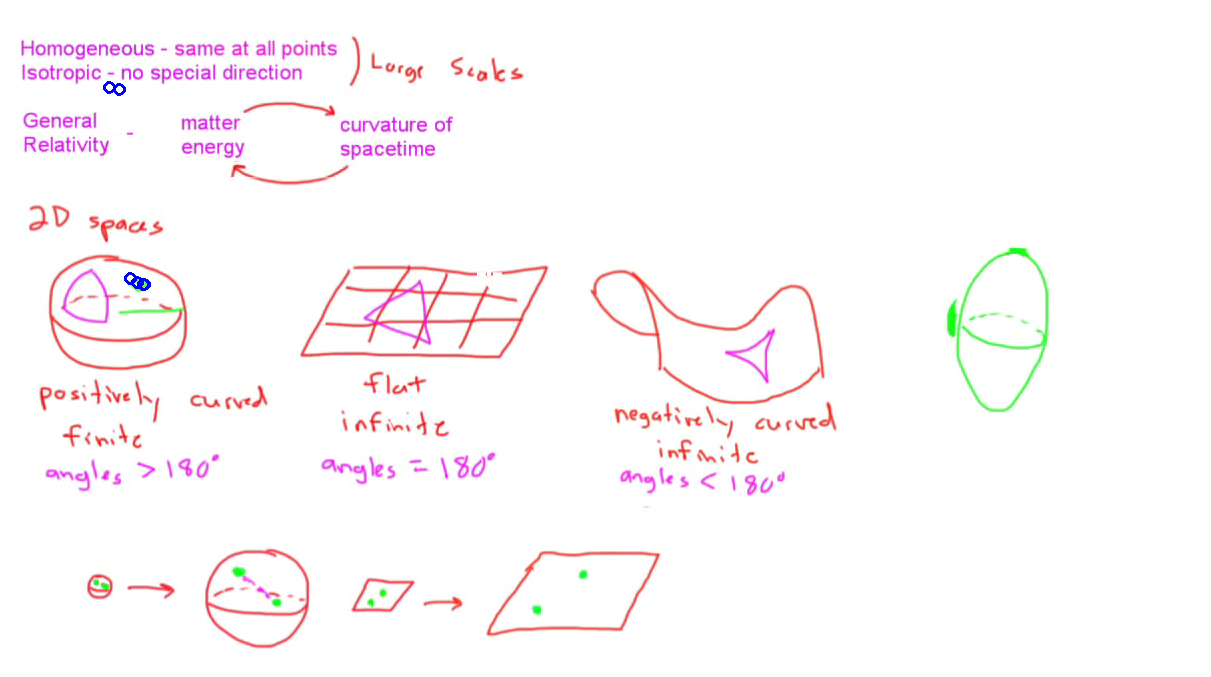 Homogeneous - same at all points
Isotropic - no special direction
Large Scales
General Relativity -
matter energy
curvature of spacetime
2D spaces
positively curved
finite
angles > 180°
flat
infinite
angles = 180°
negatively curved
infinite
angles < 180°